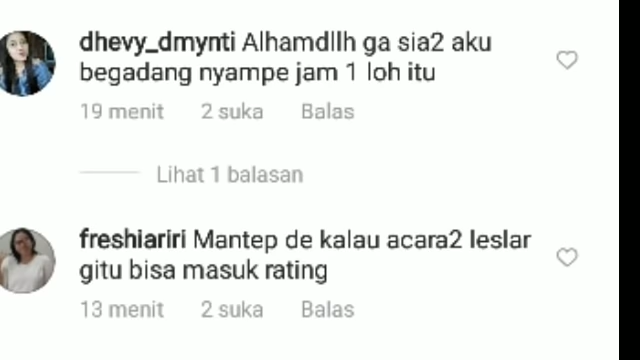 dhevy_dmynti Alhamdllh ga sia2 aku
begadang nyampe jam 1 loh itu
19 menit 2 suka Balas
Lihat 1 balasan
freshiariri Mantep de kalau acara2 leslar
gitu bisa masuk rating
13 menit 2 suka Balas